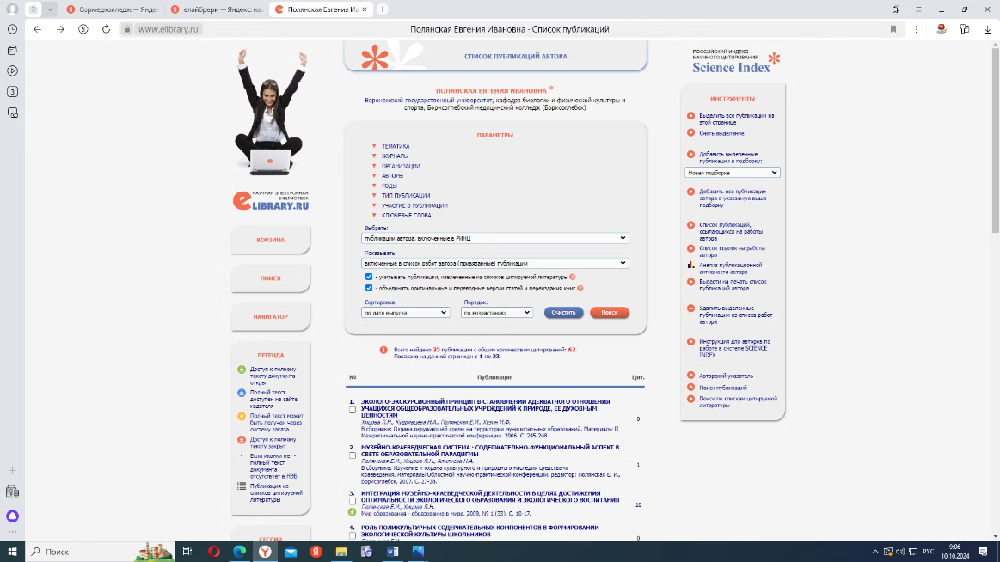 3
бормедколледж — Яндекс
елайбрери — Яндекс: на
Полянская Евгения Ив
www.elibrary.ru
Полянская Евгения Ивановна - Список публикаций
3
НАУЧНАЯ ЭЛЕКТРОННАЯ
БИБЛИОТЕКА
eLIBRARY.RU
КОРЗИНА
ПОИСК
НАВИГАТОР
ЛЕГЕНДА
Доступ к полному
тексту документа
открыт
Полный текст
доступен на сайте
издателя
Полный текст может
быть получен через
систему заказа
Доступ к полному
тексту закрыт
- Если иконки нет -
полный текст
документа
отсутствует в НЭБ
Публикация из
списков цитируемой
литературы
СЕССИЯ
СПИСОК ПУБЛИКАЦИЙ АВТОРА
ПОЛЯНСКАЯ ЕВГЕНИЯ ИВАНОВНА *
Воронежский государственный университет, кафедра биологии и физической культуры и
спорта, Борисоглебский медицинский колледж (Борисоглебск)
ПАРАМЕТРЫ
ТЕМАТИКА
ЖУРНАЛЫ
ОРГАНИЗАЦИИ
АВТОРЫ
ГОДЫ
ТИП ПУБЛИКАЦИИ
УЧАСТИЕ В ПУБЛИКАЦИИ
КЛЮЧЕВЫЕ СЛОВА
Выбрать:
публикации автора, включенные в РИНЦ
Показывать:
включенные в список работ автора (привязанные) публикации
- учитывать публикации, извлеченные из списков цитируемой литературы
- объединять оригинальные и переводные версии статей и переиздания книг
Сортировка: Порядок:
по дате выпуска по возрастанию Очистить Поиск
Всего найдено 23 публикации с общим количеством цитирований: 62.
Показано на данной странице: с 1 по 23.
№ Публикация Цит.
1. ЭКОЛОГО-ЭКСКУРСИОННЫЙ ПРИНЦИП В СТАНОВЛЕНИИ АДЕКВАТНОГО ОТНОШЕНИЯ
УЧАЩИХСЯ ОБЩЕОБРАЗОВАТЕЛЬНЫХ УЧРЕЖДЕНИЙ К ПРИРОДЕ, ЕЕ ДУХОВНЫМ
ЦЕННОСТЯМ
Хицова Л.Н., Кудрявцева Н.А., Полянская Е.И., Хузин И.Ф.
В сборнике: Охрана окружающей среды на территории муниципальных образований. Материалы II
Межрегиональной научно-практической конференции. 2006. С. 245-248.
0
2. МУЗЕЙНО-КРАЕВЕДЧЕСКАЯ СИСТЕМА : СОДЕРЖАТЕЛЬНО-ФУНКЦИОНАЛЬНЫЙ АСПЕКТ В
СВЕТЕ ОБРАЗОВАТЕЛЬНОЙ ПАРАДИГМЫ
Полянская Е.И., Хицова Л.Н., Апилуева Н.А.
В сборнике: Изучение и охрана культурного и природного наследия средствами
краеведения. материалы Областной научно-практической конференции. редактор: Полянская Е. И.,
Борисоглебск, 2007. С. 27-38.
1
3. ИНТЕГРАЦИЯ МУЗЕЙНО-КРАЕВЕДЧЕСКОЙ ДЕЯТЕЛЬНОСТИ В ЦЕЛЯХ ДОСТИЖЕНИЯ
ОПТИМАЛЬНОСТИ ЭКОЛОГИЧЕСКОГО ОБРАЗОВАНИЯ И ЭКОЛОГИЧЕСКОГО ВОСПИТАНИЯ
Полянская Е.И., Хицова Л.Н.
Мир образования - образование в мире. 2009. № 1 (33). С. 10-17.
10
4. РОЛЬ ПОЛИКУЛЬТУРНЫХ СОДЕРЖАТЕЛЬНЫХ КОМПОНЕНТОВ В ФОРМИРОВАНИИ
ЭКОЛОГИЧЕСКОЙ КУЛЬТУРЫ ШКОЛЬНИКОВ
0
РОССИЙСКИЙ ИНДЕКС
НАУЧНОГО ЦИТИРОВАНИЯ
Science Index
ИНСТРУМЕНТЫ
Выделить все публикации на
этой странице
Снять выделение
Добавить выделенные
публикации в подборку:
Новая подборка
Добавить все публикации
автора в указанную выше
подборку
Список публикаций,
ссылающихся на работы
автора
Список ссылок на работы
автора
Анализ публикационной
активности автора
Вывести на печать список
публикаций автора
Удалить выделенные
публикации из списка работ
автора
Инструкция для авторов по
работе в системе SCIENCE
INDEX
Авторский указатель
Поиск публикаций
Поиск по спискам цитируемой
литературы
Поиск
РУС
9:06
10.10.2024